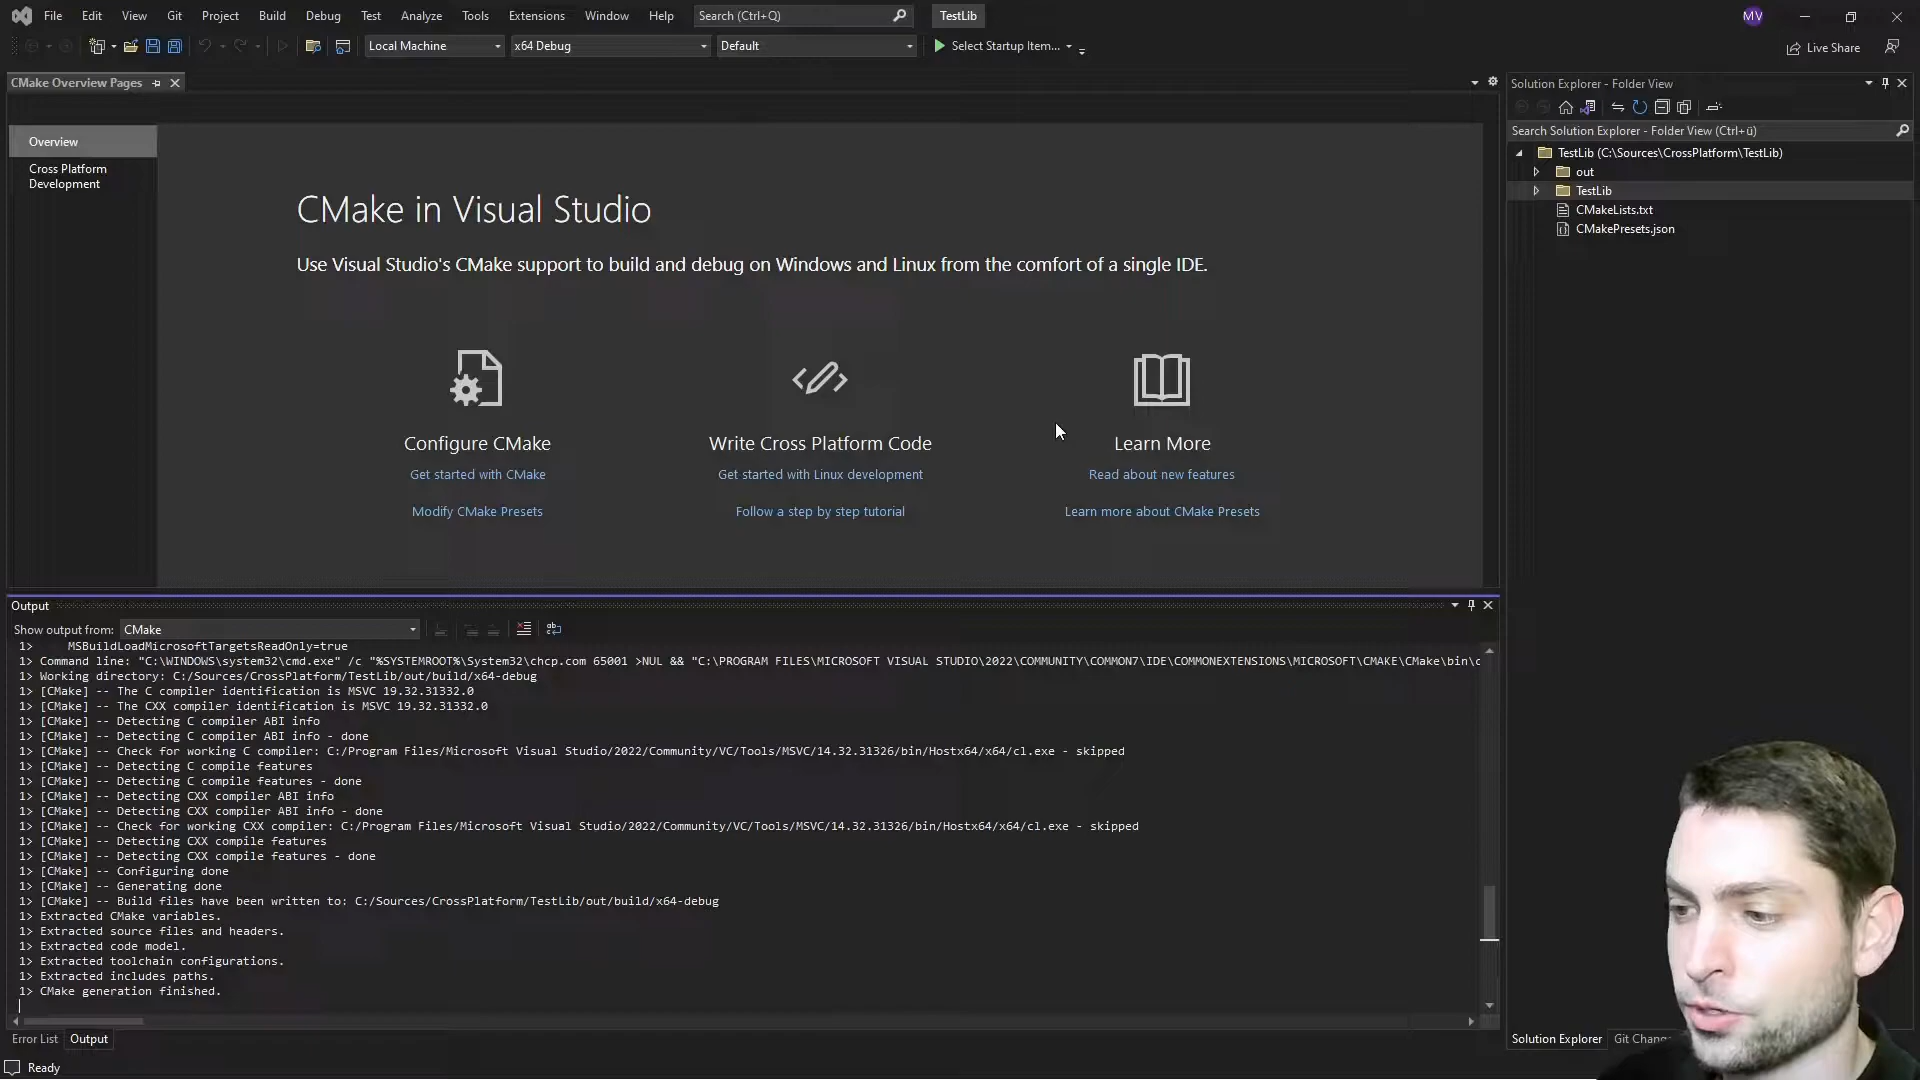 File Edit View Git Project Build Debug Test Analyze Tools Extensions Window Help Search (Ctrl+Q) TestLib MV
Local Machine x64 Debug Default Select Startup Item... Live Share
CMake Overview Pages
Overview
Cross Platform
Development
CMake in Visual Studio
Use Visual Studio's CMake support to build and debug on Windows and Linux from the comfort of a single IDE.
Configure CMake
Get started with CMake
Modify CMake Presets
Write Cross Platform Code
Get started with Linux development
Follow a step by step tutorial
Learn More
Read about new features
Learn more about CMake Presets
Solution Explorer - Folder View
Search Solution Explorer - Folder View (Ctrl+ü)
TestLib (C:\Sources\CrossPlatform\TestLib)
out
TestLib
CMakeLists.txt
CMakePresets.json
Output
Show output from: CMake
1>     MSBuildLoadMicrosoftTargetsReadOnly=true
1> Command line: "C:\WINDOWS\system32\cmd.exe" /c "%SYSTEMROOT%\System32\chcp.com 65001 >NUL && "C:\PROGRAM FILES\MICROSOFT VISUAL STUDIO\2022\COMMUNITY\COMMON7\IDE\COMMONEXTENSIONS\MICROSOFT\CMAKE\CMake\bin\c
1> Working directory: C:/Sources/CrossPlatform/TestLib/out/build/x64-debug
1> [CMake] -- The C compiler identification is MSVC 19.32.31332.0
1> [CMake] -- The CXX compiler identification is MSVC 19.32.31332.0
1> [CMake] -- Detecting C compiler ABI info
1> [CMake] -- Detecting C compiler ABI info - done
1> [CMake] -- Check for working C compiler: C:/Program Files/Microsoft Visual Studio/2022/Community/VC/Tools/MSVC/14.32.31326/bin/Hostx64/x64/cl.exe - skipped
1> [CMake] -- Detecting C compile features
1> [CMake] -- Detecting C compile features - done
1> [CMake] -- Detecting CXX compiler ABI info
1> [CMake] -- Detecting CXX compiler ABI info - done
1> [CMake] -- Check for working CXX compiler: C:/Program Files/Microsoft Visual Studio/2022/Community/VC/Tools/MSVC/14.32.31326/bin/Hostx64/x64/cl.exe - skipped
1> [CMake] -- Detecting CXX compile features
1> [CMake] -- Detecting CXX compile features - done
1> [CMake] -- Configuring done
1> [CMake] -- Generating done
1> [CMake] -- Build files have been written to: C:/Sources/CrossPlatform/TestLib/out/build/x64-debug
1> Extracted CMake variables.
1> Extracted source files and headers.
1> Extracted code model.
1> Extracted toolchain configurations.
1> Extracted includes paths.
1> CMake generation finished.
Error List Output
Solution Explorer Git Chang
Ready